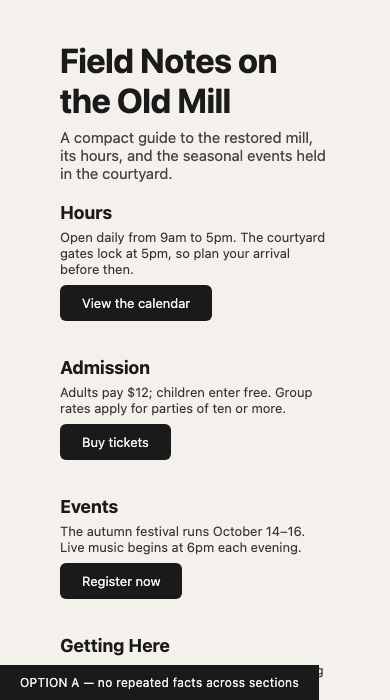 Field Notes on
the Old Mill
A compact guide to the restored mill,
its hours, and the seasonal events held
in the courtyard.
Hours
Open daily from 9am to 5pm. The courtyard
gates lock at 5pm, so plan your arrival
before then.
View the calendar
Admission
Adults pay $12; children enter free. Group
rates apply for parties of ten or more.
Buy tickets
Events
The autumn festival runs October 14–16.
Live music begins at 6pm each evening.
Register now
Getting Here
OPTION A — no repeated facts across sections